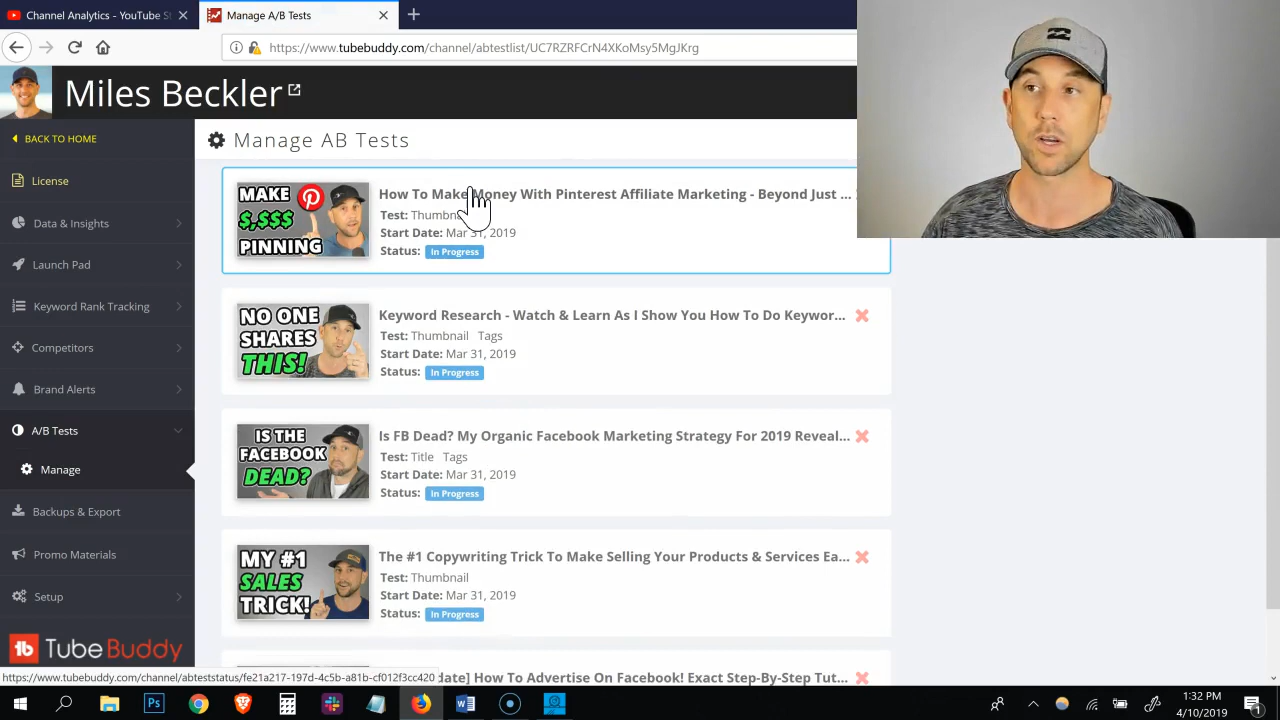 Channel Analytics - YouTube St
Manage A/B Tests
https://www.tubebuddy.com/channel/abtestlist/UC7RZRFCrN4XKoMsy5MgJKrg
Miles Beckler
BACK TO HOME
License
Data & Insights
Launch Pad
Keyword Rank Tracking
Competitors
Brand Alerts
A/B Tests
Manage
Backups & Export
Promo Materials
Setup
TubeBuddy
Manage AB Tests
MAKE
$,$$$
PINNING
How To Make Money With Pinterest Affiliate Marketing - Beyond Just ...
Test:
Start Date: Mar 31, 2019
Status: In Progress
NO ONE
SHARES
THIS!
Keyword Research - Watch & Learn As I Show You How To Do Keywor...
Test: Thumbnail Tags
Start Date: Mar 31, 2019
Status: In Progress
IS THE
FACEBOOK
DEAD?
Is FB Dead? My Organic Facebook Marketing Strategy For 2019 Reveal...
Test: Title Tags
Start Date: Mar 31, 2019
Status: In Progress
MY #1
SALES
TRICK!
The #1 Copywriting Trick To Make Selling Your Products & Services Ea...
Test: Thumbnail
Start Date: Mar 31, 2019
Status: In Progress
date] How To Advertise On Facebook! Exact Step-By-Step Tut...
https://www.tubebuddy.com/channel/abteststatus/fe21a217-197d-4c5b-a81b-cf012f3cc420
1:32 PM
4/10/2019
1